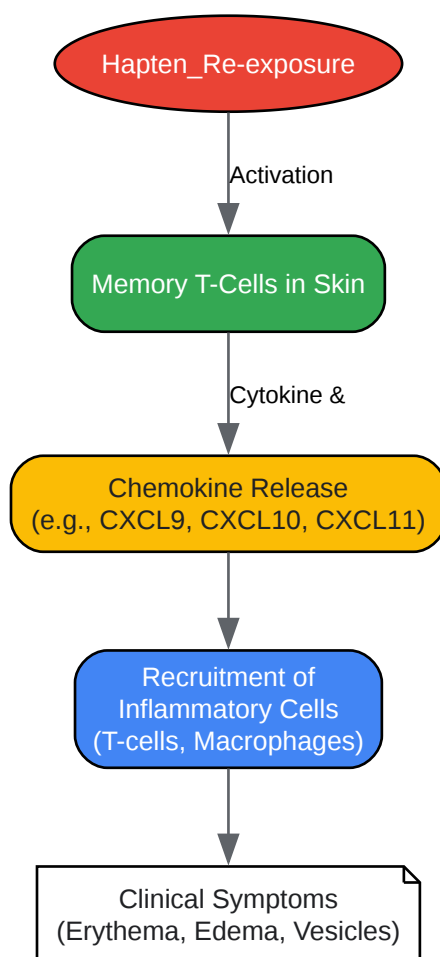 Hapten_Re-exposure
Activation
Memory T-Cells in Skin
Cytokine &
Chemokine Release
(e.g., CXCL9, CXCL10, CXCL11)
Recruitment of
Inflammatory Cells
(T-cells, Macrophages)
Clinical Symptoms
(Erythema, Edema, Vesicles)